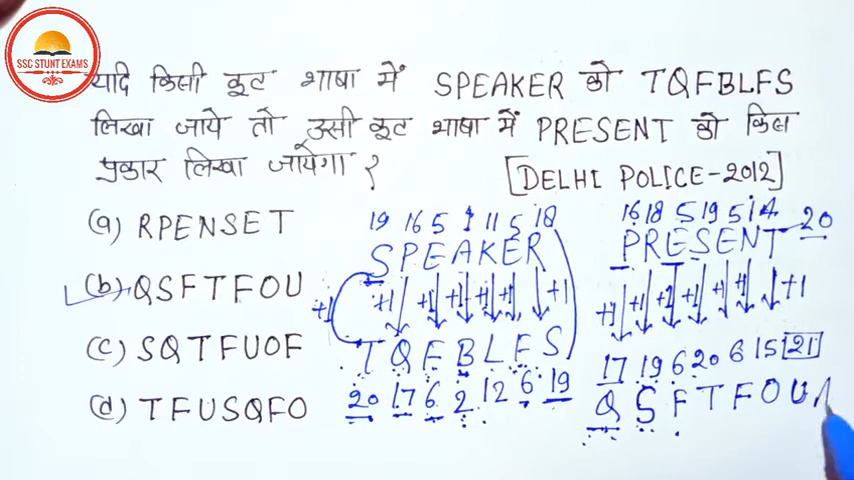 SSC STUNT EXAMS
यदि किसी कूट भाषा में SPEAKER को TQFBLFS
लिखा जाये तो उसी कूट भाषा में PRESENT को किस
प्रकार लिखा जायेगा ?
[DELHI POLICE-2012]
(a) RPENSET
(b) QSFTFOU
(c) SQTFUOF
(d) TFUSQFO
19 16 5 1 11 5 18
SPEAKER
+1 +1 +1 +1 +1 +1 +1
TQFBLFS
20 17 6 2 12 6 19
16 18 5 19 5 14 20
PRESENT
+1 +1 +1 +1 +1 +1 +1
17 19 6 20 6 15 21
QSFTFOU